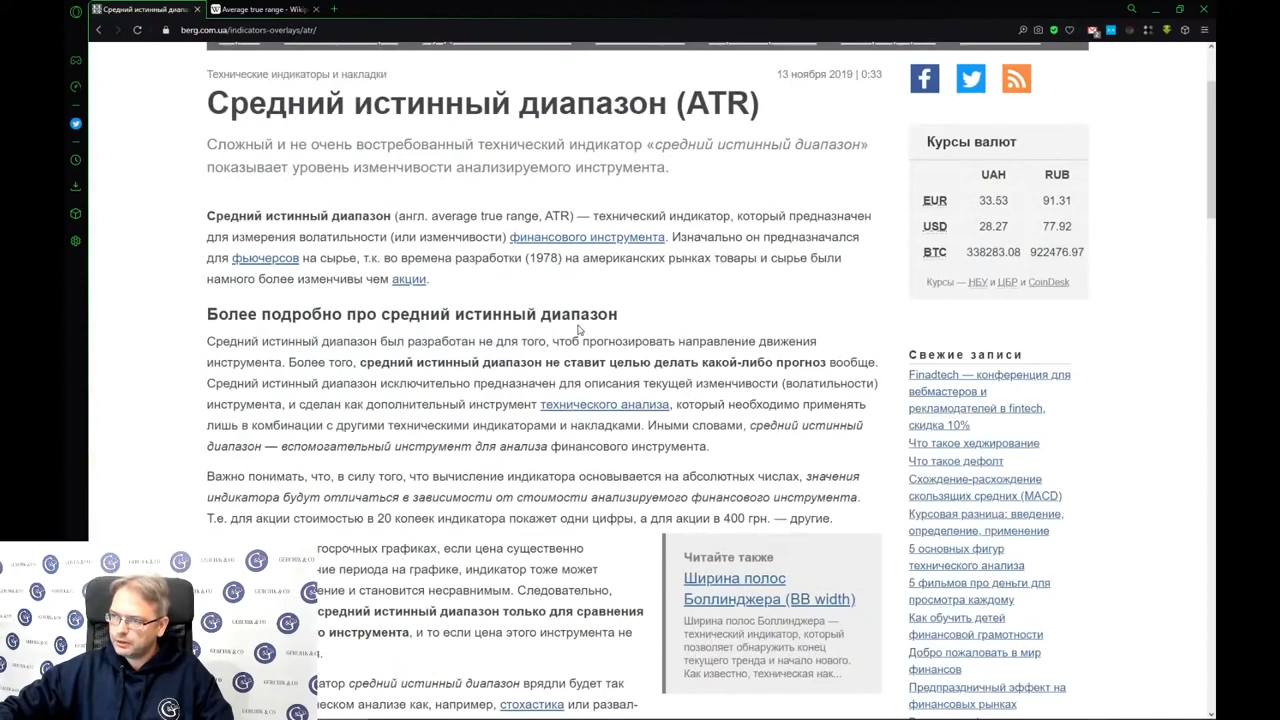 Средний истинный диапа
Average true range - Wikip
berg.com.ua/indicators-overlays/atr/
Технические индикаторы и накладки
13 ноября 2019 | 0:33
Средний истинный диапазон (ATR)
Сложный и не очень востребованный технический индикатор «средний истинный диапазон»
показывает уровень изменчивости анализируемого инструмента.
Средний истинный диапазон (англ. average true range, ATR) — технический индикатор, который предназначен
для измерения волатильности (или изменчивости) финансового инструмента. Изначально он предназначался
для фьючерсов на сырье, т.к. во времена разработки (1978) на американских рынках товары и сырье были
намного более изменчивы чем акции.
Более подробно про средний истинный диапазон
Средний истинный диапазон был разработан не для того, чтоб прогнозировать направление движения
инструмента. Более того, средний истинный диапазон не ставит целью делать какой-либо прогноз вообще.
Средний истинный диапазон исключительно предназначен для описания текущей изменчивости (волатильности)
инструмента, и сделан как дополнительный инструмент технического анализа, который необходимо применять
лишь в комбинации с другими техническими индикаторами и накладками. Иными словами, средний истинный
диапазон — вспомогательный инструмент для анализа финансового инструмента.
Важно понимать, что, в силу того, что вычисление индикатора основывается на абсолютных числах, значения
индикатора будут отличаться в зависимости от стоимости анализируемого финансового инструмента.
Т.е. для акции стоимостью в 20 копеек индикатора покажет одни цифры, а для акции в 400 грн. — другие.
госрочных графиках, если цена существенно
ние периода на графике, индикатор тоже может
ение и становится несравнимым. Следовательно,
средний истинный диапазон только для сравнения
о инструмента, и то если цена этого инструмента не
атор средний истинный диапазон врядли будет так
ческом анализе как, например, стохастика или развал-
Читайте также
Ширина полос
Боллинджера (BB width)
Ширина полос Боллинджера —
технический индикатор, который
позволяет обнаружить конец
текущего тренда и начало нового.
Как известно, техническая нак...
Курсы валют
UAH RUB
EUR 33.53 91.31
USD 28.27 77.92
BTC 338283.08 922476.97
Курсы — НБУ и ЦБР и CoinDesk
Свежие записи
Finadtech — конференция для
вебмастеров и
рекламодателей в fintech,
скидка 10%
Что такое хеджирование
Что такое дефолт
Схождение-расхождение
скользящих средних (MACD)
Курсовая разница: введение,
определение, применение
5 основных фигур
технического анализа
5 фильмов про деньги для
просмотра каждому
Как обучить детей
финансовой грамотности
Добро пожаловать в мир
финансов
Предпраздничный эффект на
финансовых рынках
GERCHIK & CO